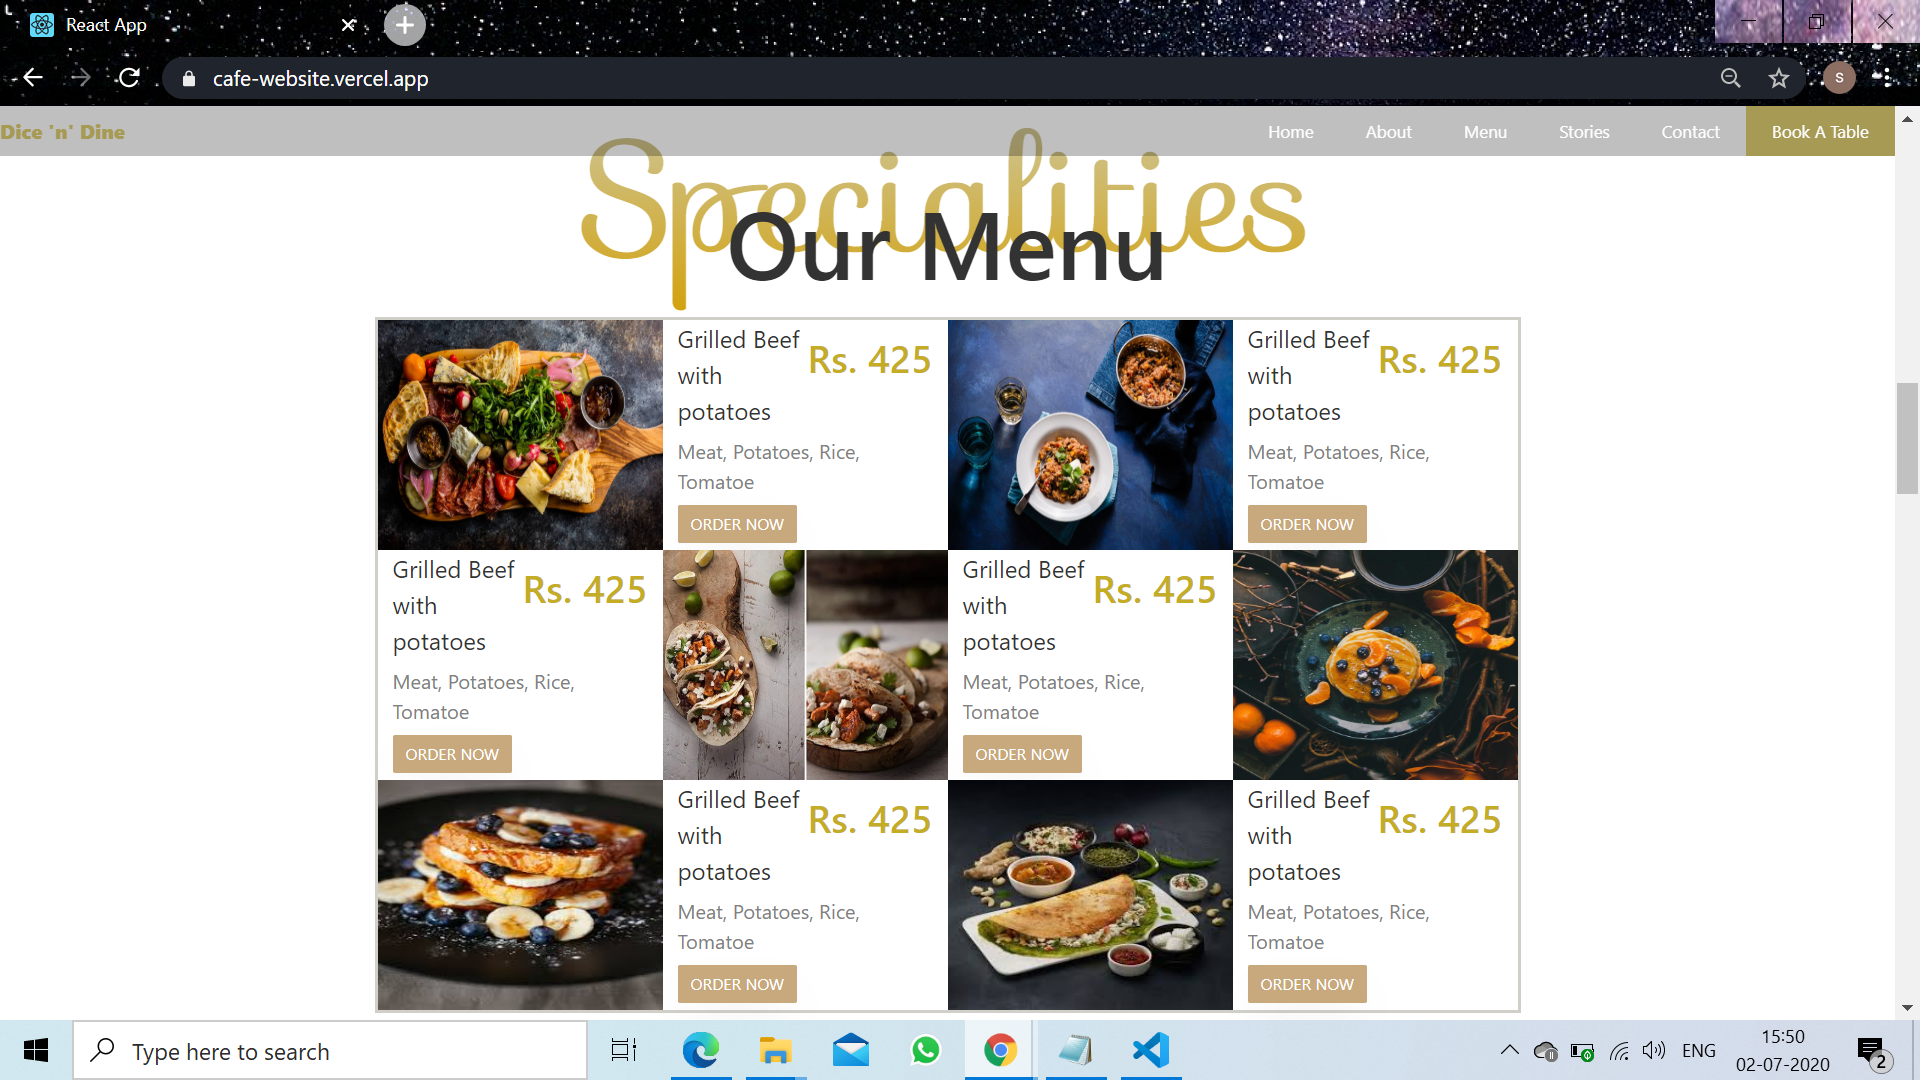 React App
cafe-website.vercel.app
S
Dice 'n' Dine
Home
About
Menu
Stories
Contact
Book A Table
Specialities
Our Menu
Grilled Beef
with
potatoes
Rs. 425
Meat, Potatoes, Rice,
Tomatoe
ORDER NOW
Grilled Beef
with
potatoes
Rs. 425
Meat, Potatoes, Rice,
Tomatoe
ORDER NOW
Grilled Beef
with
potatoes
Rs. 425
Meat, Potatoes, Rice,
Tomatoe
ORDER NOW
Grilled Beef
with
potatoes
Rs. 425
Meat, Potatoes, Rice,
Tomatoe
ORDER NOW
Grilled Beef
with
potatoes
Rs. 425
Meat, Potatoes, Rice,
Tomatoe
ORDER NOW
Grilled Beef
with
potatoes
Rs. 425
Meat, Potatoes, Rice,
Tomatoe
ORDER NOW
Type here to search
ENG
15:50
02-07-2020
2